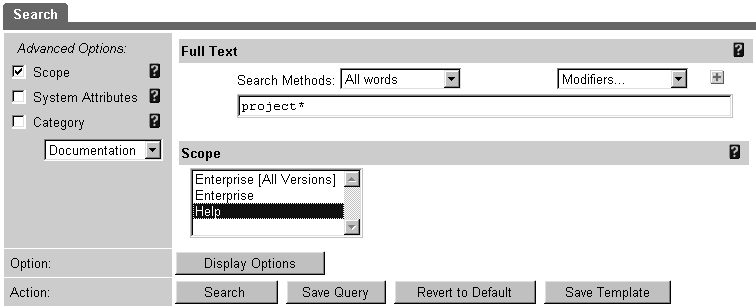 Search
Advanced Options:
Scope ?
System Attributes ?
Category ?
Documentation
Full Text ?
Search Methods: All words Modifiers... +
project*
Scope ?
Enterprise [All Versions]
Enterprise
Help
Option: Display Options
Action: Search Save Query Revert to Default Save Template